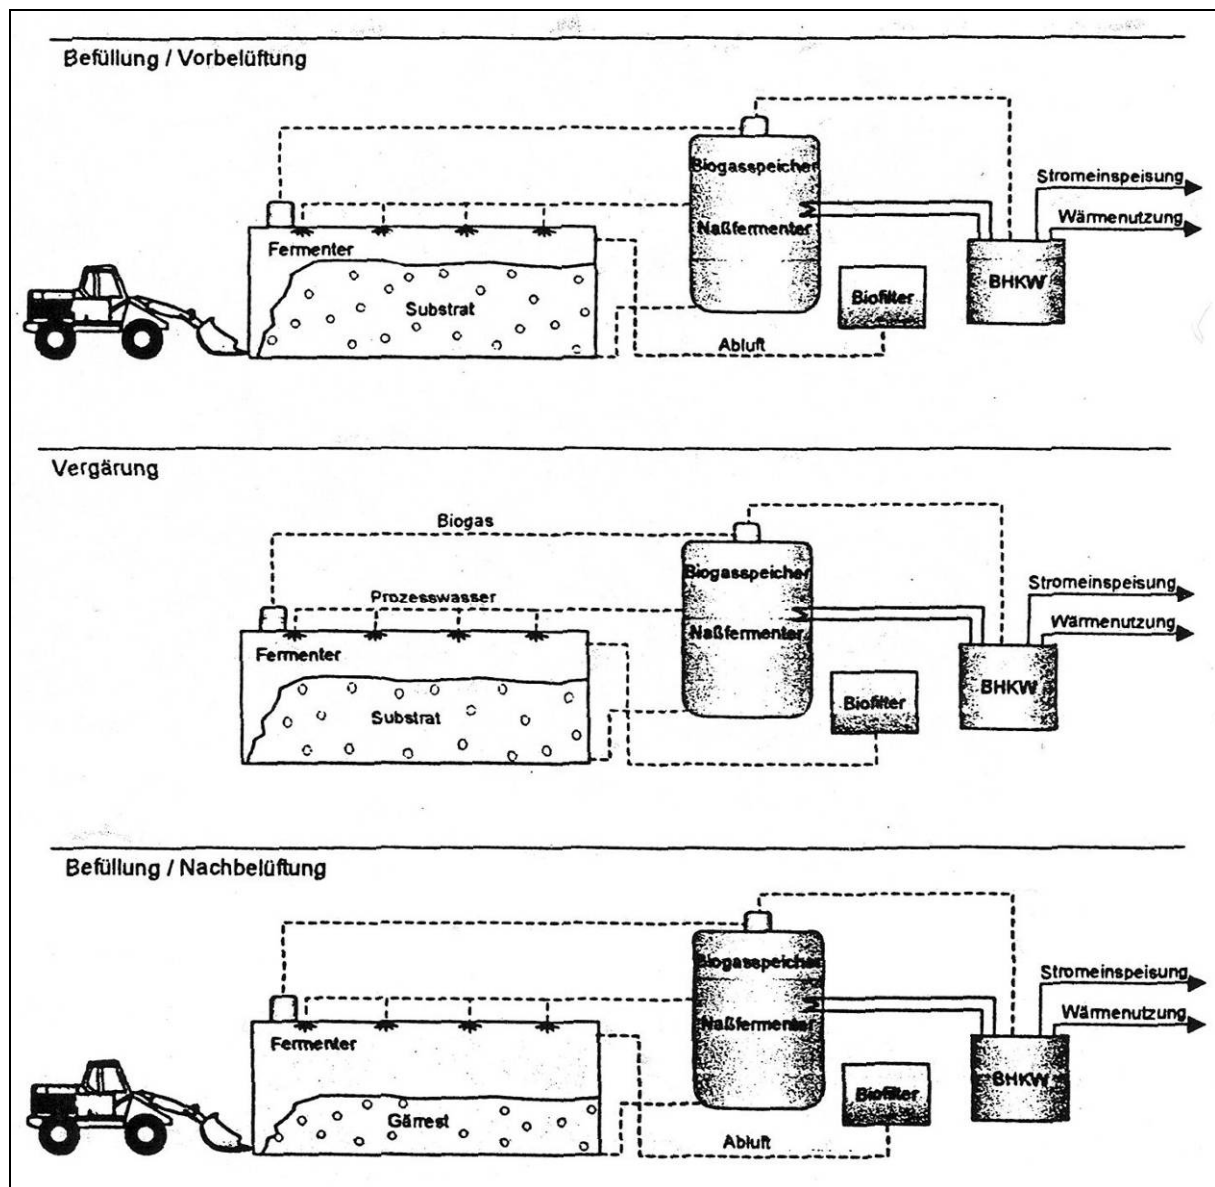 Befüllung / Vorbelüftung
Biogasspeicher
Stromeinspeisung
Wärmenutzung
Naßfermenter
Fermenter
BHKW
Biofilter
Substrat
Abluft
Vergärung
Biogas
Biogasspeicher
Stromeinspeisung
Prozesswasser
Wärmenutzung
Naßfermenter
Fermenter
BHKW
Biofilter
Substrat
Befüllung / Nachbelüftung
Biogasspeicher
Stromeinspeisung
Wärmenutzung
Naßfermenter
Fermenter
BHKW
Biofilter
Gärrest
Abluft